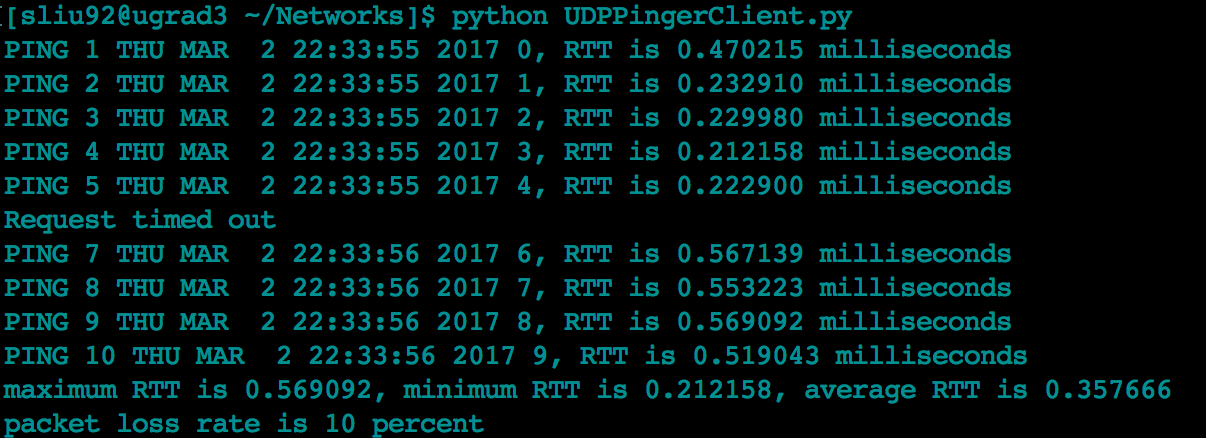 [[sliu92@ugrad3 ~/Networks]$ python UDPPingerClient.py
PING 1 THU MAR  2 22:33:55 2017 0, RTT is 0.470215 milliseconds
PING 2 THU MAR  2 22:33:55 2017 1, RTT is 0.232910 milliseconds
PING 3 THU MAR  2 22:33:55 2017 2, RTT is 0.229980 milliseconds
PING 4 THU MAR  2 22:33:55 2017 3, RTT is 0.212158 milliseconds
PING 5 THU MAR  2 22:33:55 2017 4, RTT is 0.222900 milliseconds
Request timed out
PING 7 THU MAR  2 22:33:56 2017 6, RTT is 0.567139 milliseconds
PING 8 THU MAR  2 22:33:56 2017 7, RTT is 0.553223 milliseconds
PING 9 THU MAR  2 22:33:56 2017 8, RTT is 0.569092 milliseconds
PING 10 THU MAR  2 22:33:56 2017 9, RTT is 0.519043 milliseconds
maximum RTT is 0.569092, minimum RTT is 0.212158, average RTT is 0.357666
packet loss rate is 10 percent